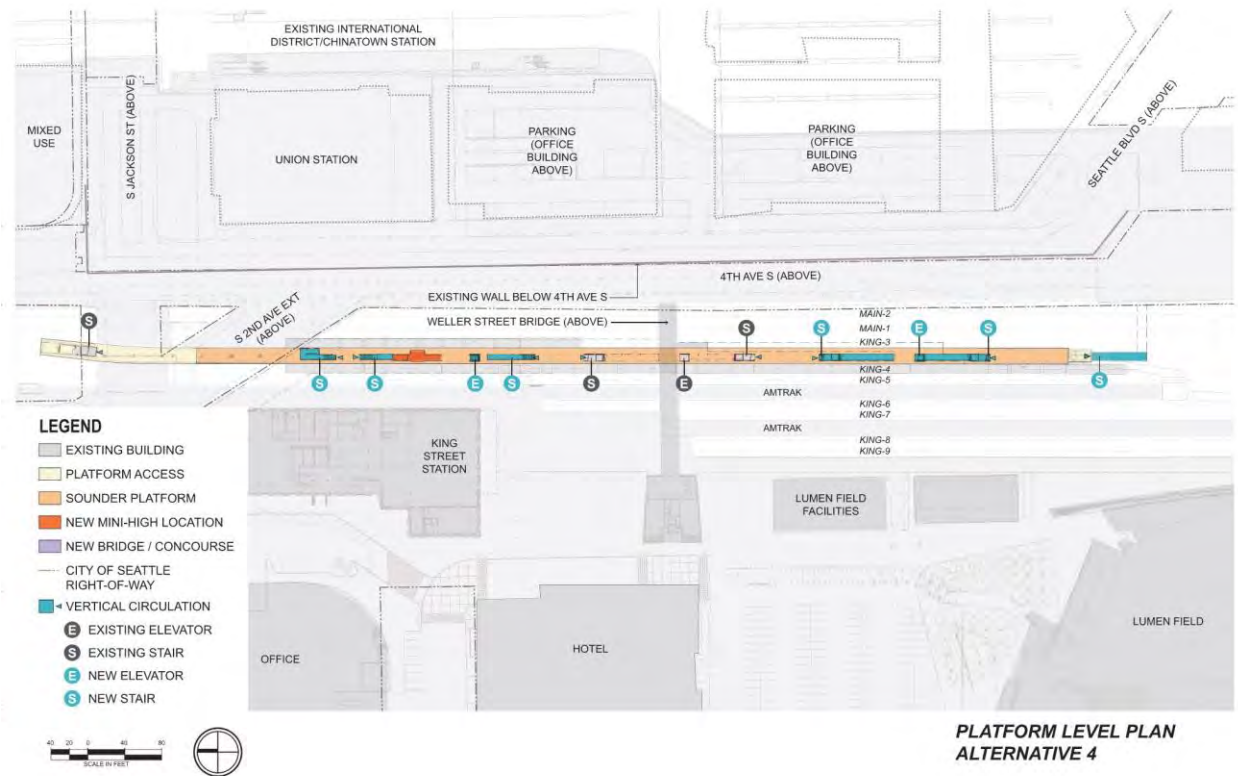 EXISTING INTERNATIONAL
DISTRICT/CHINATOWN STATION
MIXED
USE
S JACKSON ST (ABOVE)
UNION STATION
PARKING
(OFFICE
BUILDING
ABOVE)
PARKING
(OFFICE
BUILDING
ABOVE)
SEATTLE BLVD S (ABOVE)
4TH AVE S (ABOVE)
EXISTING WALL BELOW 4TH AVE S
S 2ND AVE EXT
(ABOVE)
WELLER STREET BRIDGE (ABOVE)
MAIN-2
MAIN-1
KING-3
S
S
E
S
S
KING-4
KING-5
S
S
E
S
S
E
S
AMTRAK
KING-6
KING-7
AMTRAK
KING-8
KING-9
KING
STREET
STATION
LUMEN FIELD
FACILITIES
LUMEN FIELD
OFFICE
HOTEL
LEGEND
EXISTING BUILDING
PLATFORM ACCESS
SOUNDER PLATFORM
NEW MINI-HIGH LOCATION
NEW BRIDGE / CONCOURSE
CITY OF SEATTLE
RIGHT-OF-WAY
VERTICAL CIRCULATION
E EXISTING ELEVATOR
S EXISTING STAIR
E NEW ELEVATOR
S NEW STAIR
40 20 0 40 80
SCALE IN FEET
PLATFORM LEVEL PLAN
ALTERNATIVE 4